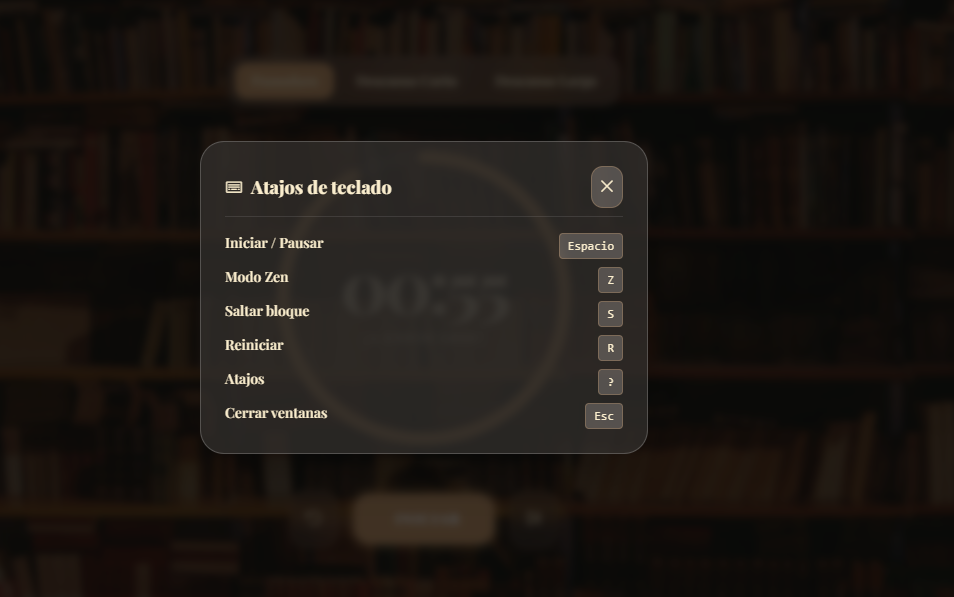 Atajos de teclado
Iniciar / Pausar Espacio
Modo Zen Z
Saltar bloque S
Reiniciar R
Atajos ?
Cerrar ventanas Esc